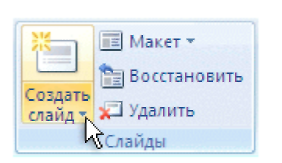 Создать
слайд
Макет
Восстановить
Удалить
Слайды